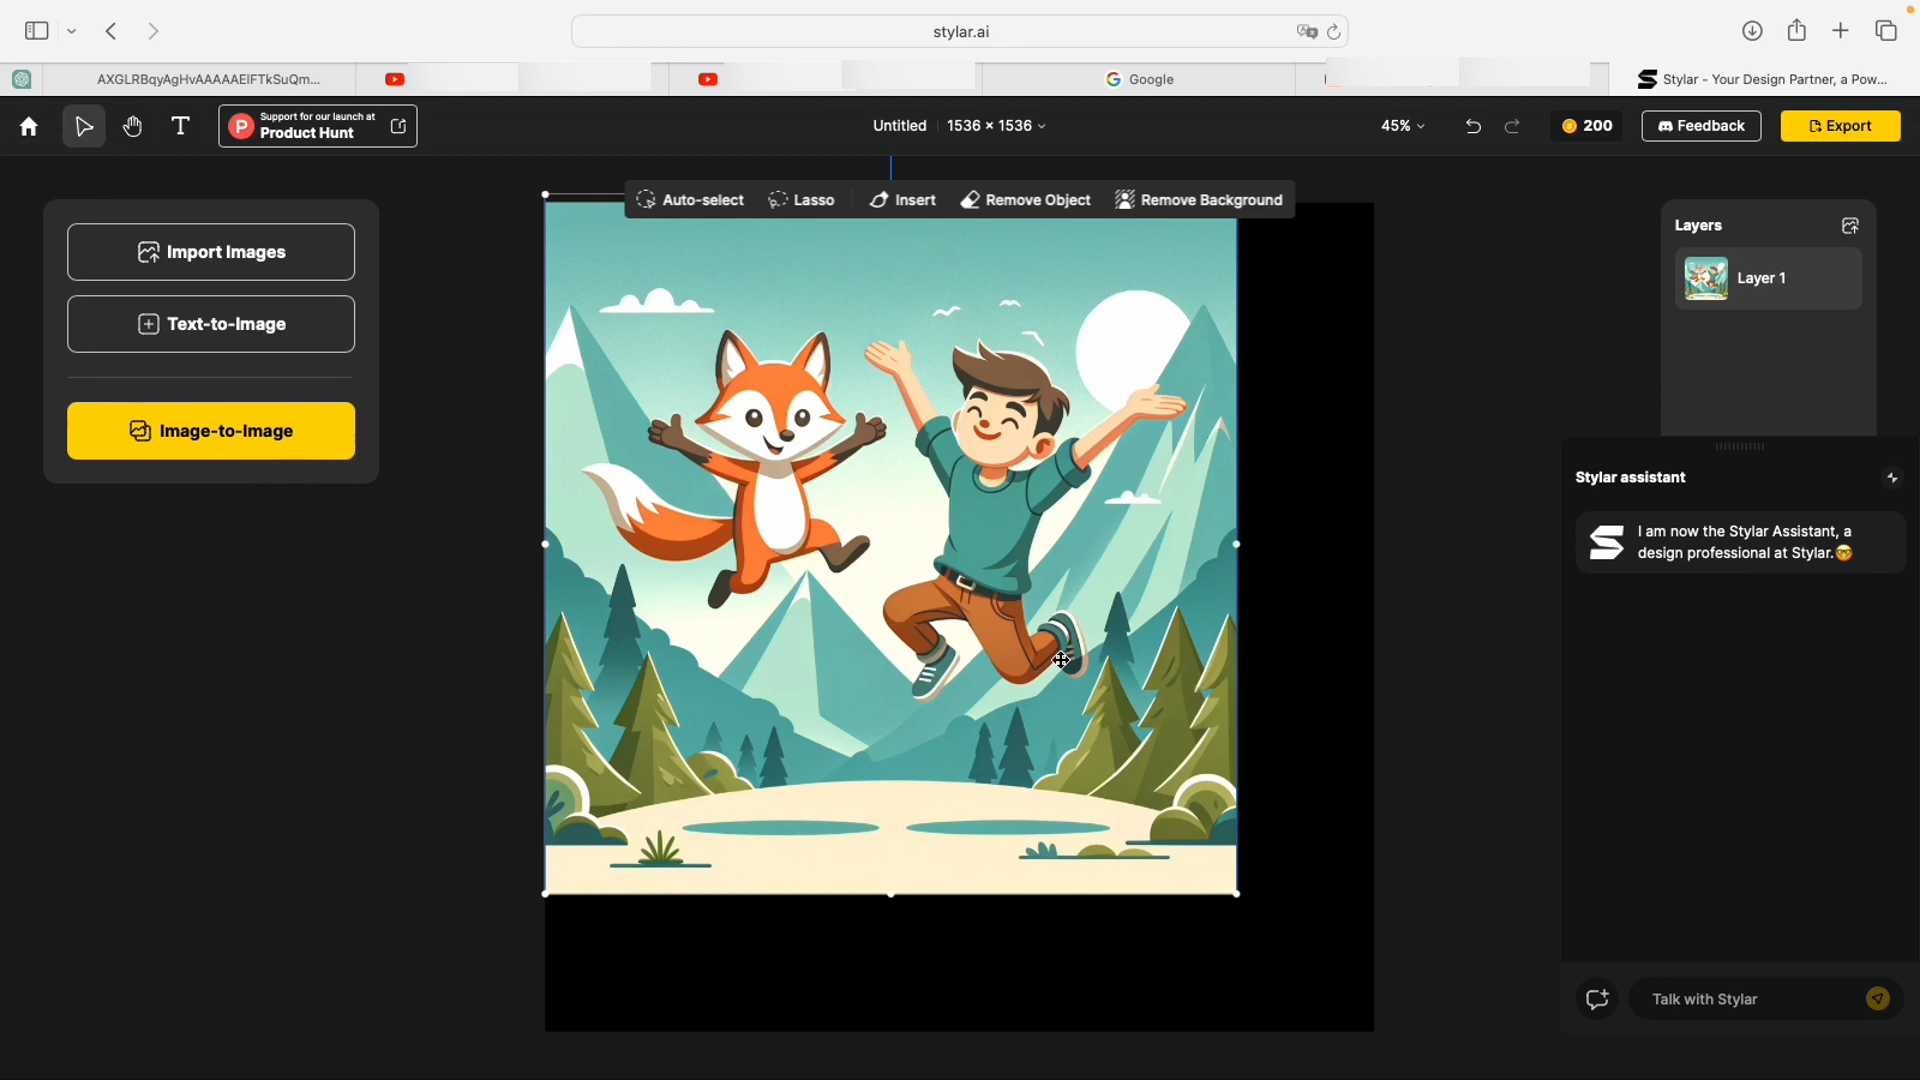 stylar.ai
AXGLRBqyAgHvAAAAAEIFTkSuQm...
Google
Stylar - Your Design Partner, a Pow...
Support for our launch at
Product Hunt
Untitled
1536 × 1536
45%
200
Feedback
Export
Auto-select
Lasso
Insert
Remove Object
Remove Background
Import Images
Text-to-Image
Image-to-Image
Layers
Layer 1
Stylar assistant
I am now the Stylar Assistant, a
design professional at Stylar.🤓
Talk with Stylar